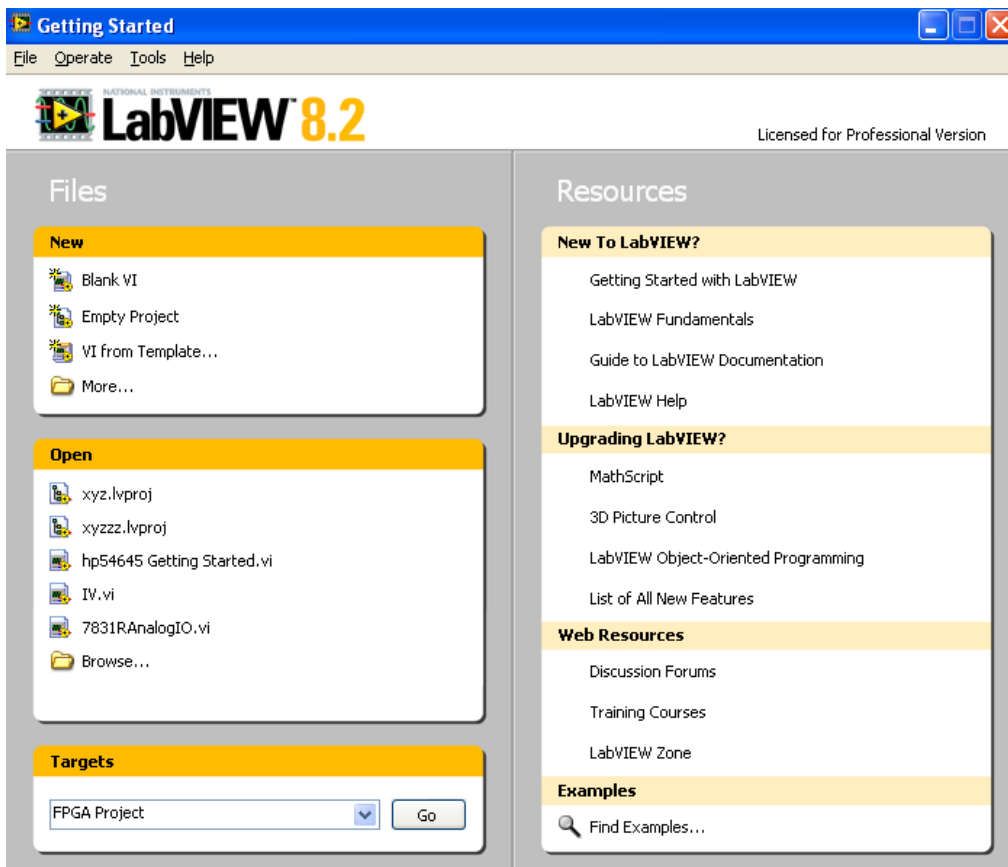 Getting Started
File Operate Tools Help
NATIONAL INSTRUMENTS
LabVIEW™ 8.2
Licensed for Professional Version
Files
New
Blank VI
Empty Project
VI from Template...
More...
Open
xyz.lvproj
xyzzz.lvproj
hp54645 Getting Started.vi
IV.vi
7831RAnalogIO.vi
Browse...
Targets
FPGA Project
Go
Resources
New To LabVIEW?
Getting Started with LabVIEW
LabVIEW Fundamentals
Guide to LabVIEW Documentation
LabVIEW Help
Upgrading LabVIEW?
MathScript
3D Picture Control
LabVIEW Object-Oriented Programming
List of All New Features
Web Resources
Discussion Forums
Training Courses
LabVIEW Zone
Examples
Find Examples...